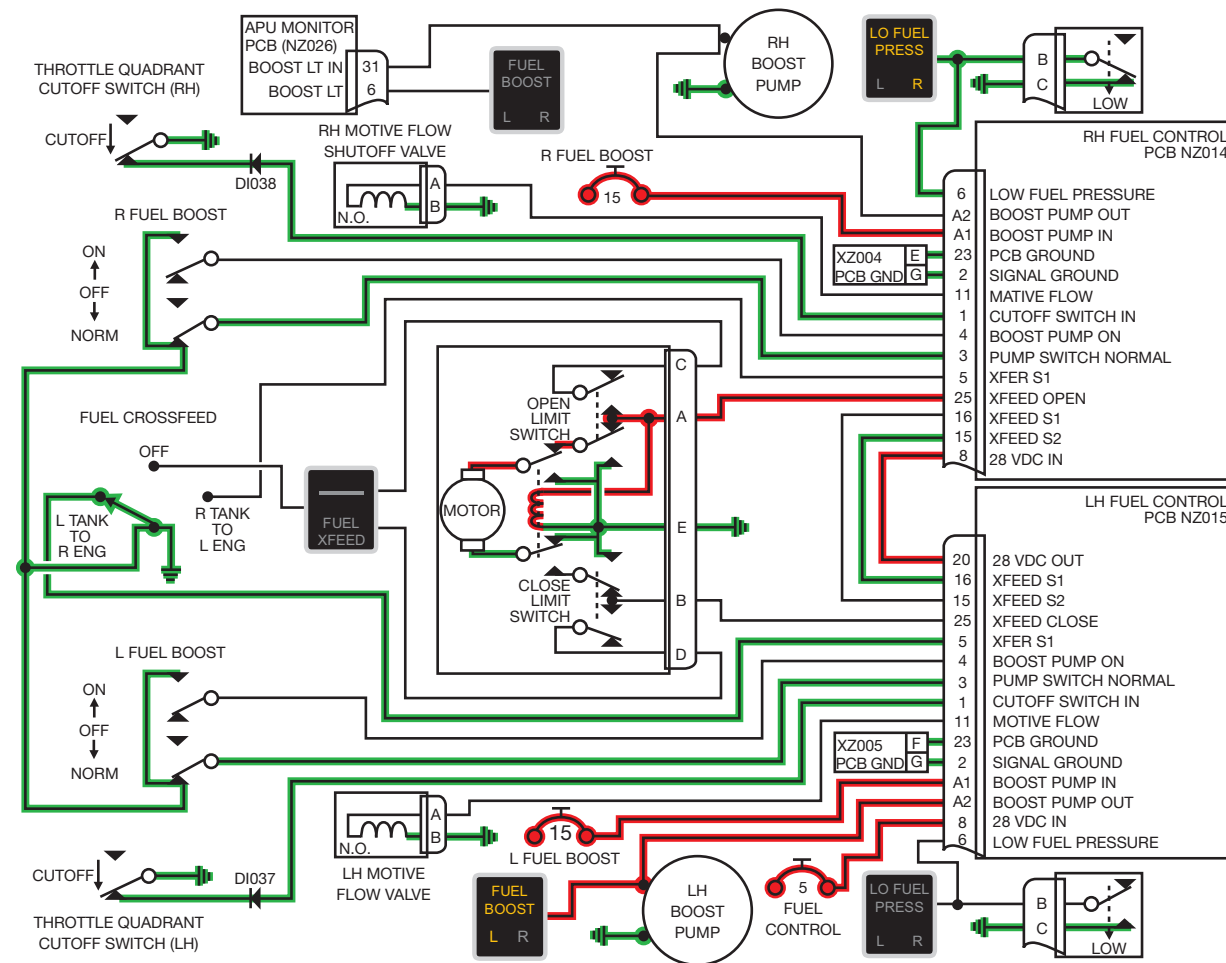 APU MONITOR
PCB (NZ026)
BOOST LT IN 31
BOOST LT 6
FUEL
BOOST
L R
RH
BOOST
PUMP
LO FUEL
PRESS
L R
B
C
LOW
THROTTLE QUADRANT
CUTOFF SWITCH (RH)
CUTOFF
DI038
RH MOTIVE FLOW
SHUTOFF VALVE
A
B
N.O.
R FUEL BOOST
15
RH FUEL CONTROL
PCB NZ014
6 LOW FUEL PRESSURE
A2 BOOST PUMP OUT
A1 BOOST PUMP IN
23 PCB GROUND
2 SIGNAL GROUND
11 MATIVE FLOW
1 CUTOFF SWITCH IN
4 BOOST PUMP ON
3 PUMP SWITCH NORMAL
5 XFER S1
25 XFEED OPEN
16 XFEED S1
15 XFEED S2
8 28 VDC IN
XZ004 E
PCB GND G
R FUEL BOOST
ON
OFF
NORM
FUEL CROSSFEED
OFF
L TANK
TO
R ENG
R TANK
TO
L ENG
FUEL
XFEED
MOTOR
OPEN
LIMIT
SWITCH
CLOSE
LIMIT
SWITCH
C
A
E
B
D
LH FUEL CONTROL
PCB NZ015
20 28 VDC OUT
16 XFEED S1
15 XFEED S2
25 XFEED CLOSE
5 XFER S1
4 BOOST PUMP ON
3 PUMP SWITCH NORMAL
1 CUTOFF SWITCH IN
11 MOTIVE FLOW
23 PCB GROUND
2 SIGNAL GROUND
A1 BOOST PUMP IN
A2 BOOST PUMP OUT
8 28 VDC IN
6 LOW FUEL PRESSURE
XZ005 F
PCB GND G
L FUEL BOOST
ON
OFF
NORM
CUTOFF
DI037
THROTTLE QUADRANT
CUTOFF SWITCH (LH)
A
B
N.O.
LH MOTIVE
FLOW VALVE
15
L FUEL BOOST
FUEL
BOOST
L R
LH
BOOST
PUMP
5
FUEL
CONTROL
LO FUEL
PRESS
L R
B
C
LOW